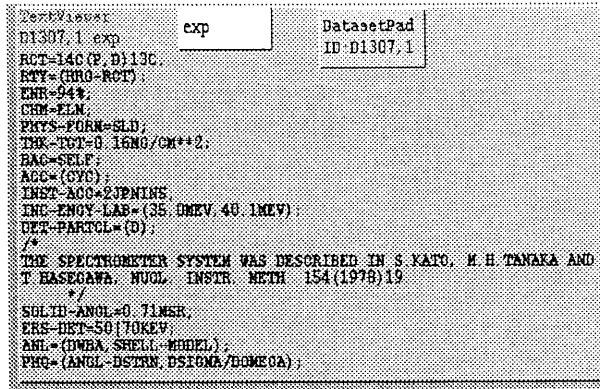 TextViewer
D1307,1 exp
exp
DatasetPad
ID:D1307,1
RCT=14C(P,D)13C,
RTY=(HRG-RCT);
ENR=94%;
CHM=ELM;
PHYS-FORM=SLD;
THK-TGT=0.16MG/CM**2;
BAC=SELF;
ACC=(CYC);
INST-ACC=2JPNINS,
INC-ENGY-LAB=(35.0MEV,40.1MEV);
DET-PARTCL=(D);
/*
THE SPECTROMETER SYSTEM WAS DESCRIBED IN S.KATO, M.H.TANAKA AND
T.HASEGAWA, NUCL. INSTR. METH 154(1978)19
*/
SOLID-ANGL=0.71MSR,
ERS-DET=50[70KEV;
ANL=(DWBA,SHELL-MODEL);
PHQ=(ANGL-DSTRN,DSIGMA/DOMEGA);